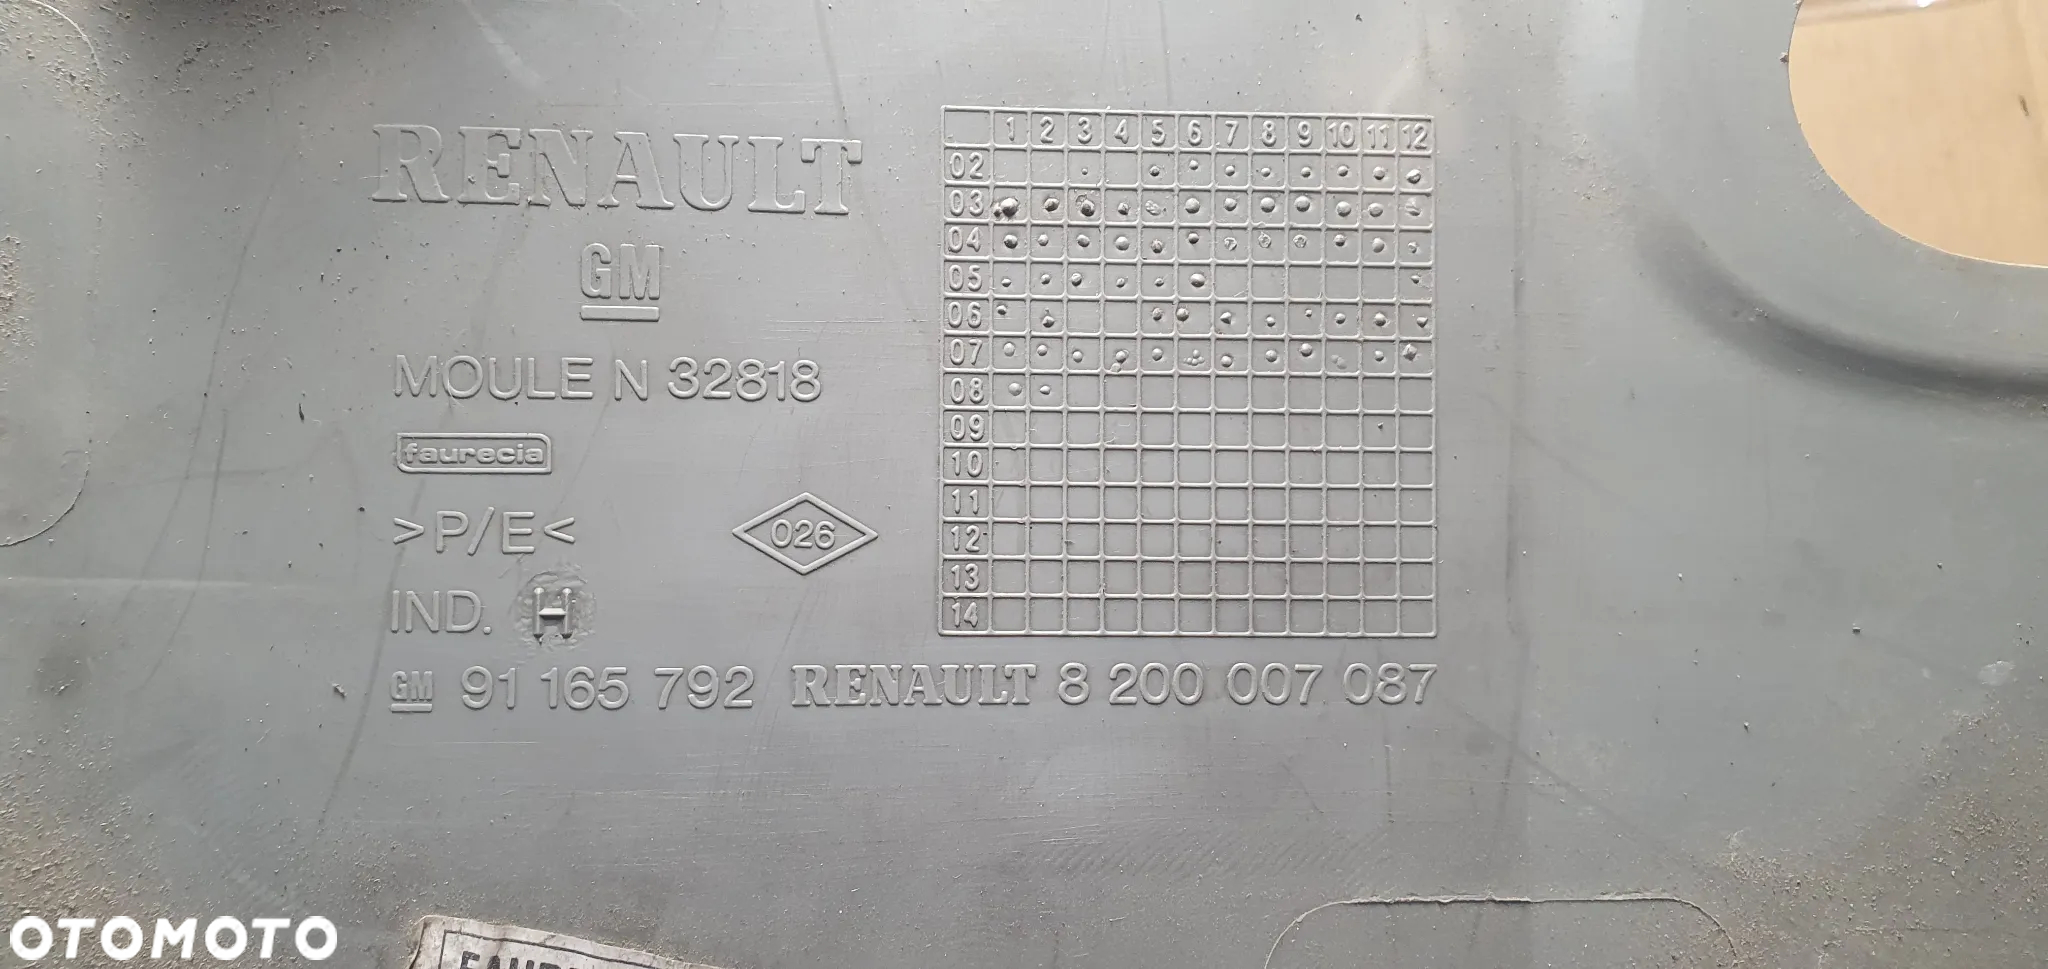 RENAULT
GM
MOULE N 32818
faurecia
>P/E<
026
IND. H
GM 91 165 792 RENAULT 8 200 007 087
1 2 3 4 5 6 7 8 9 10 11 12
02
03
04
05
06
07
08
09
10
11
12
13
14
OTOMOTO